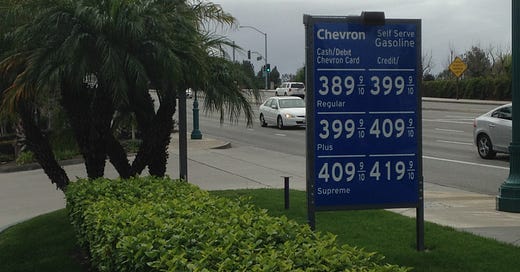 Chevron Self Serve
Gasoline
Cash/Debit
Chevron Card Credit/
389 9/10 399 9/10
Regular
399 9/10 409 9/10
Plus
409 9/10 419 9/10
Supreme